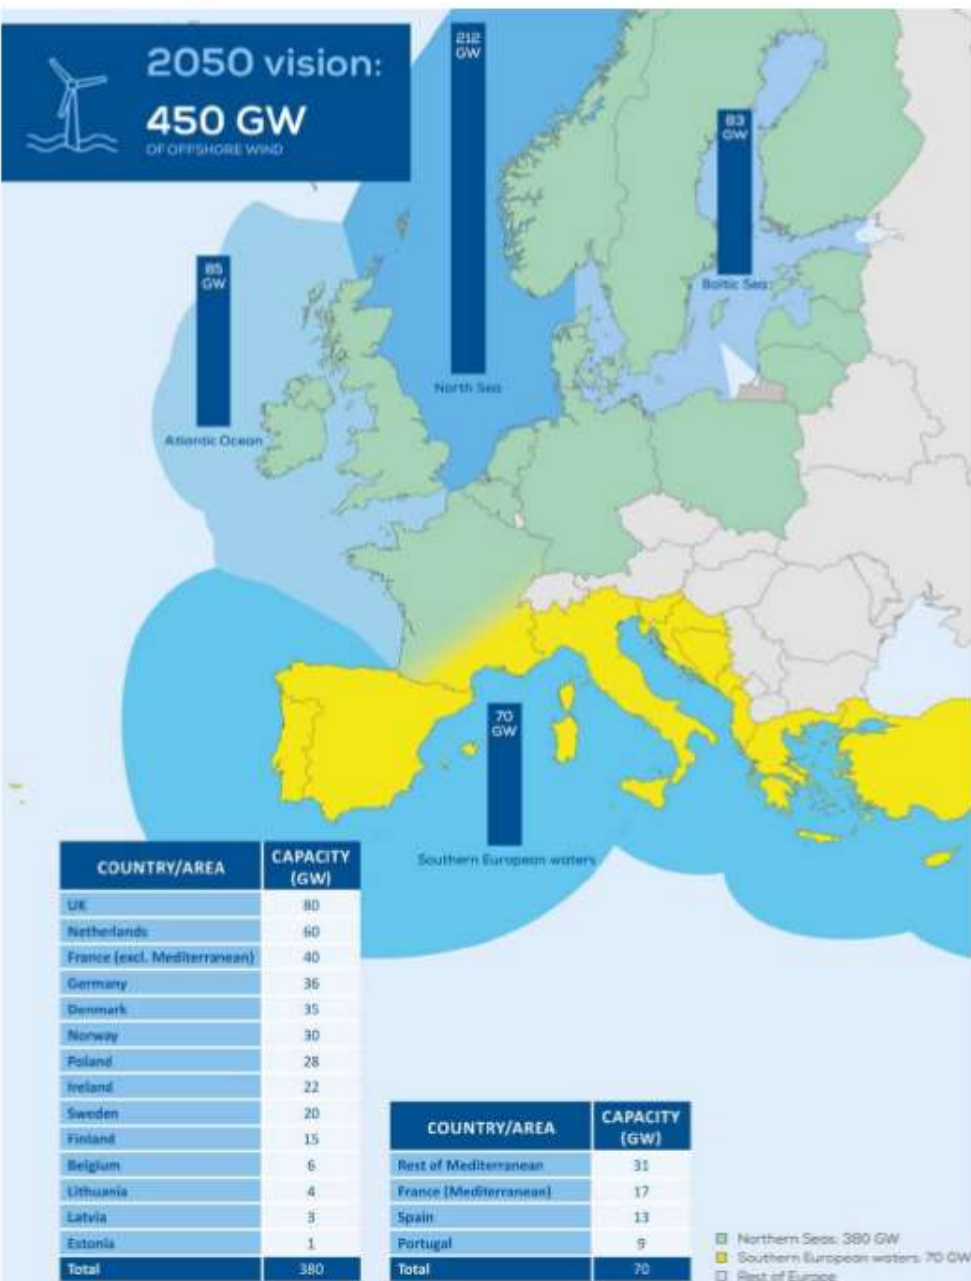 2050 vision:
450 GW
OF OFFSHORE WIND
212
GW
83
GW
85
GW
Baltic Sea
North Sea
Atlantic Ocean
70
GW
Southern European waters
COUNTRY/AREA CAPACITY (GW)
UK 80
Netherlands 60
France (excl. Mediterranean) 40
Germany 36
Denmark 35
Norway 30
Poland 28
Ireland 22
Sweden 20
Finland 15
Belgium 6
Lithuania 4
Latvia 3
Estonia 1
Total 380
COUNTRY/AREA CAPACITY (GW)
Rest of Mediterranean 31
France (Mediterranean) 17
Spain 13
Portugal 9
Total 70
Northern Seas: 380 GW
Southern European waters: 70 GW
Rest of Europe